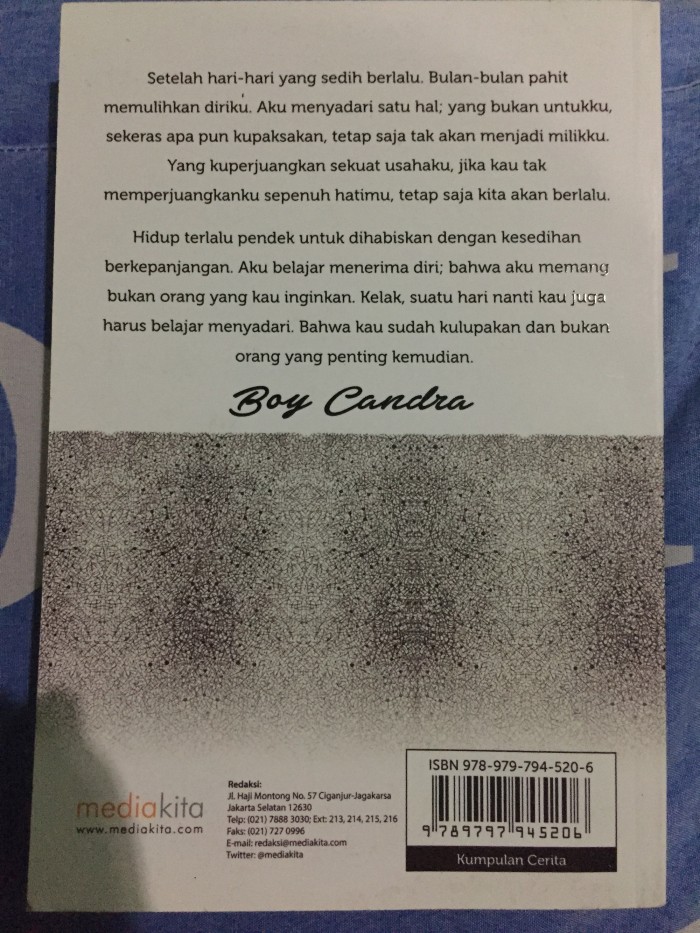 Setelah hari-hari yang sedih berlalu. Bulan-bulan pahit
memulihkan diriku. Aku menyadari satu hal; yang bukan untukku,
sekeras apa pun kupaksakan, tetap saja tak akan menjadi milikku.
Yang kuperjuangkan sekuat usahaku, jika kau tak
memperjuangkanku sepenuh hatimu, tetap saja kita akan berlalu.
Hidup terlalu pendek untuk dihabiskan dengan kesedihan
berkepanjangan. Aku belajar menerima diri; bahwa aku memang
bukan orang yang kau inginkan. Kelak, suatu hari nanti kau juga
harus belajar menyadari. Bahwa kau sudah kulupakan dan bukan
orang yang penting kemudian.
Boy Candra
mediakita
www.mediakita.com
Redaksi:
Jl. Haji Montong No. 57 Ciganjur-Jagakarsa
Jakarta Selatan 12630
Telp: (021) 7888 3030; Ext: 213, 214, 215, 216
Faks: (021) 727 0996
E-mail: redaksi@mediakita.com
Twitter: @mediakita
ISBN 978-979-794-520-6
9 789797 945206
Kumpulan Cerita